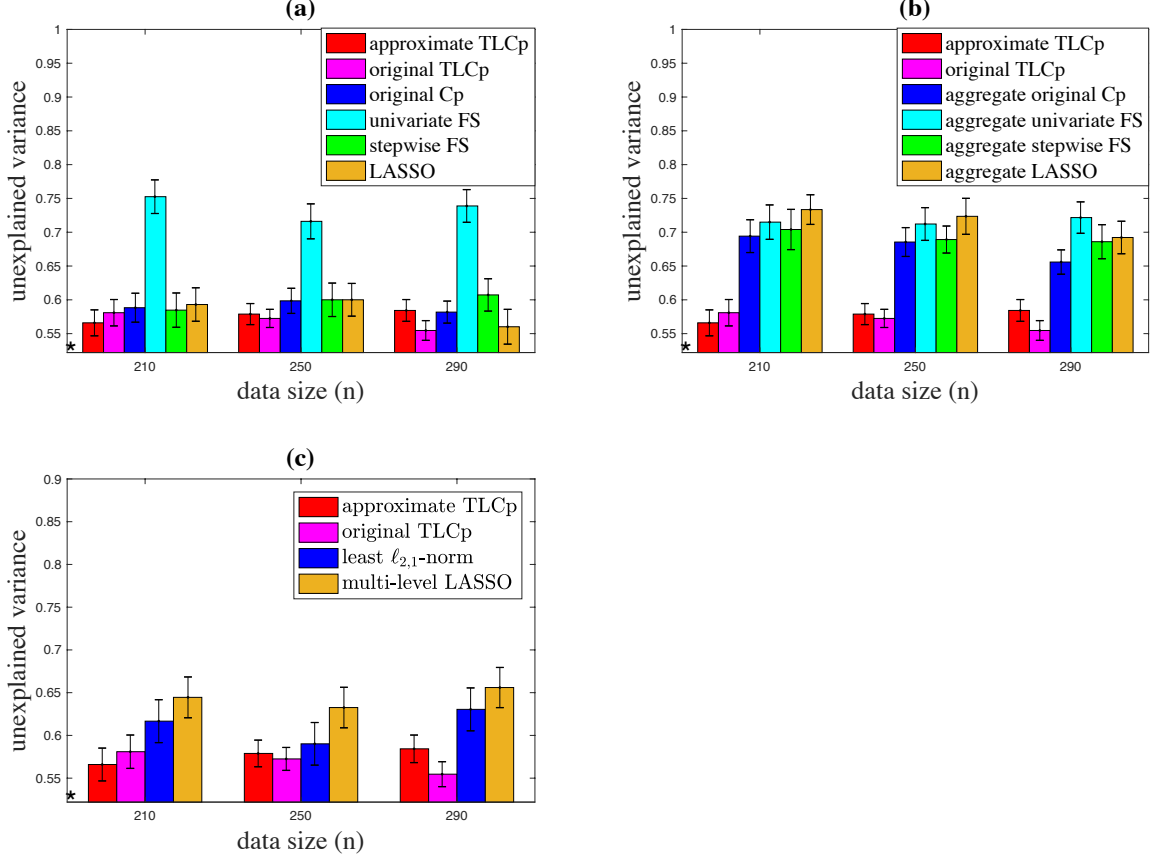 (a)
unexplained variance
1
0.95
0.9
0.85
0.8
0.75
0.7
0.65
0.6
0.55
*
approximate TLCp
original TLCp
original Cp
univariate FS
stepwise FS
LASSO
210
250
290
data size (n)
(b)
unexplained variance
1
0.95
0.9
0.85
0.8
0.75
0.7
0.65
0.6
0.55
*
approximate TLCp
original TLCp
aggregate original Cp
aggregate univariate FS
aggregate stepwise FS
aggregate LASSO
210
250
290
data size (n)
(c)
unexplained variance
0.9
0.85
0.8
0.75
0.7
0.65
0.6
0.55
*
approximate TLCp
original TLCp
least ℓ2,1-norm
multi-level LASSO
210
250
290
data size (n)